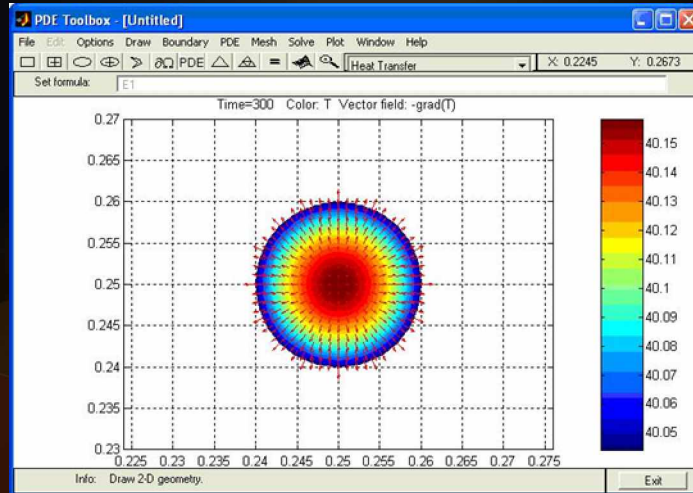 PDE Toolbox - [Untitled]
File Edit Options Draw Boundary PDE Mesh Solve Plot Window Help
∂Ω PDE = Heat Transfer X: 0.2245 Y: 0.2673
Set formula: E1
Time=300 Color: T Vector field: -grad(T)
0.27
0.265
0.26
0.255
0.25
0.245
0.24
0.235
0.23
0.225 0.23 0.235 0.24 0.245 0.25 0.255 0.26 0.265 0.27 0.275
40.15
40.14
40.13
40.12
40.11
40.1
40.09
40.08
40.07
40.06
40.05
Info: Draw 2-D geometry.
Exit